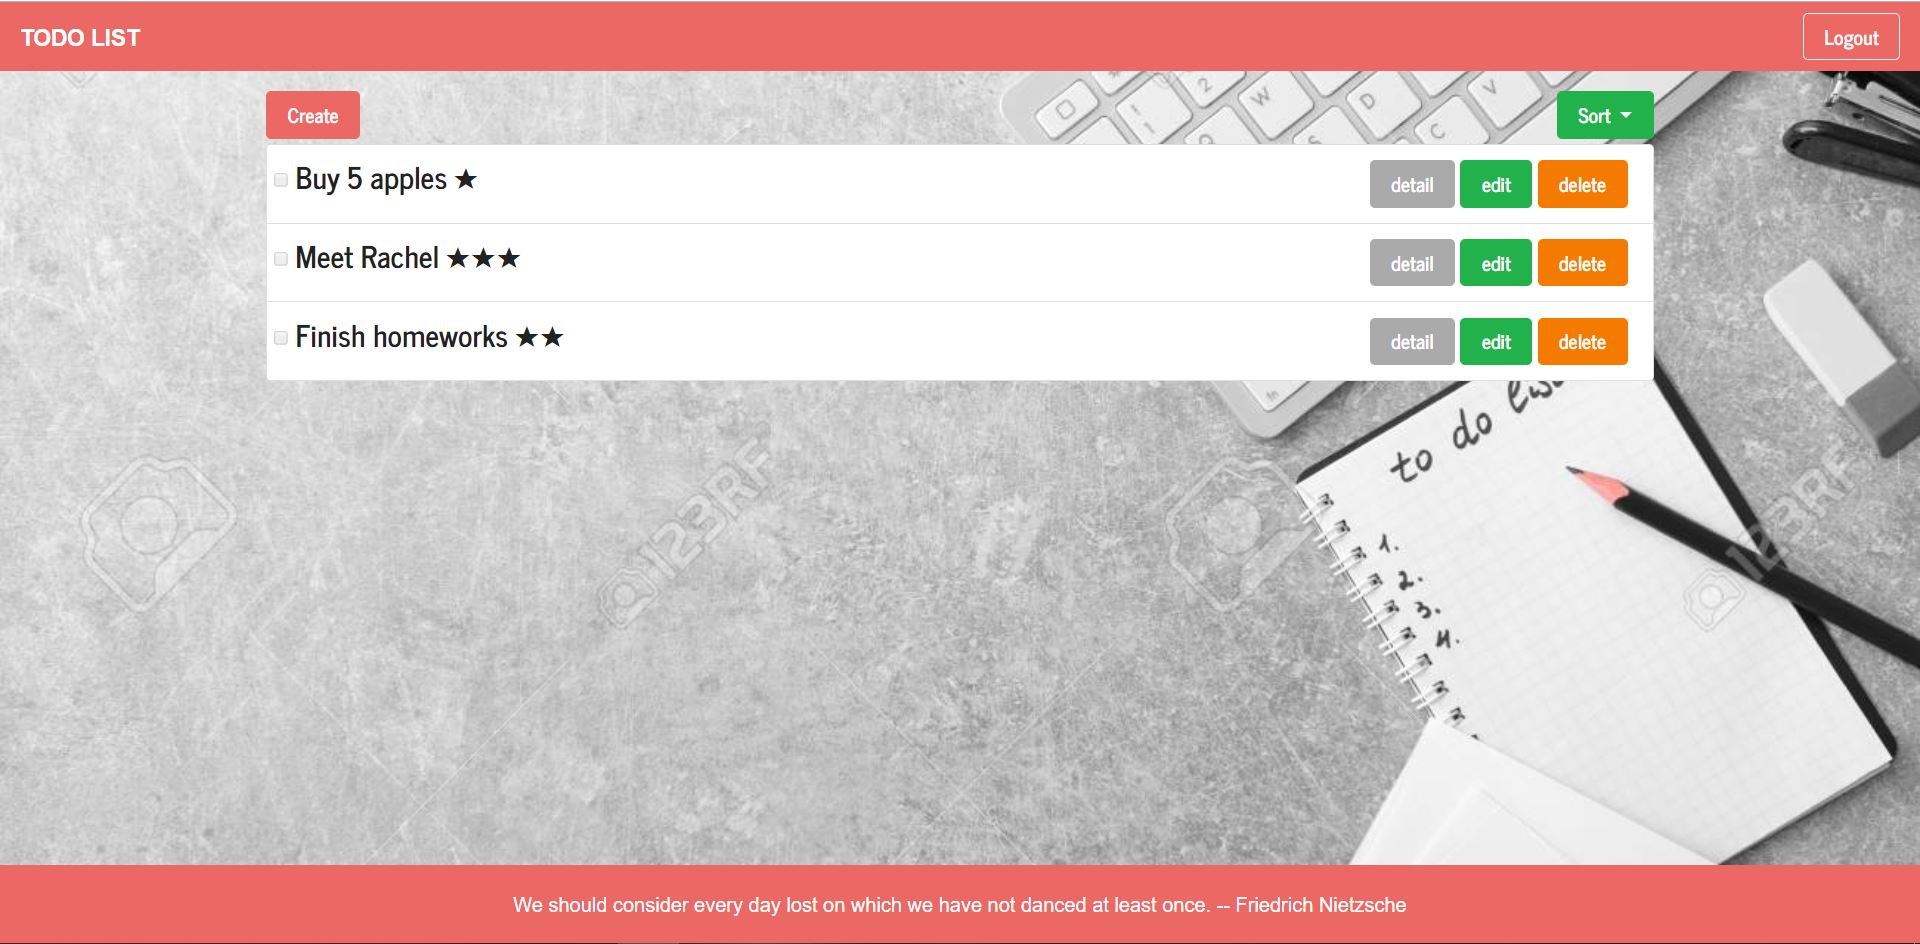 TODO LIST
Logout
Create
Sort
Buy 5 apples ★
detail edit delete
Meet Rachel ★★★
detail edit delete
Finish homeworks ★★
detail edit delete
2
W
D
V
C
fn
to do
1.
2.
3.
4.
123RF
123RF
We should consider every day lost on which we have not danced at least once. -- Friedrich Nietzsche